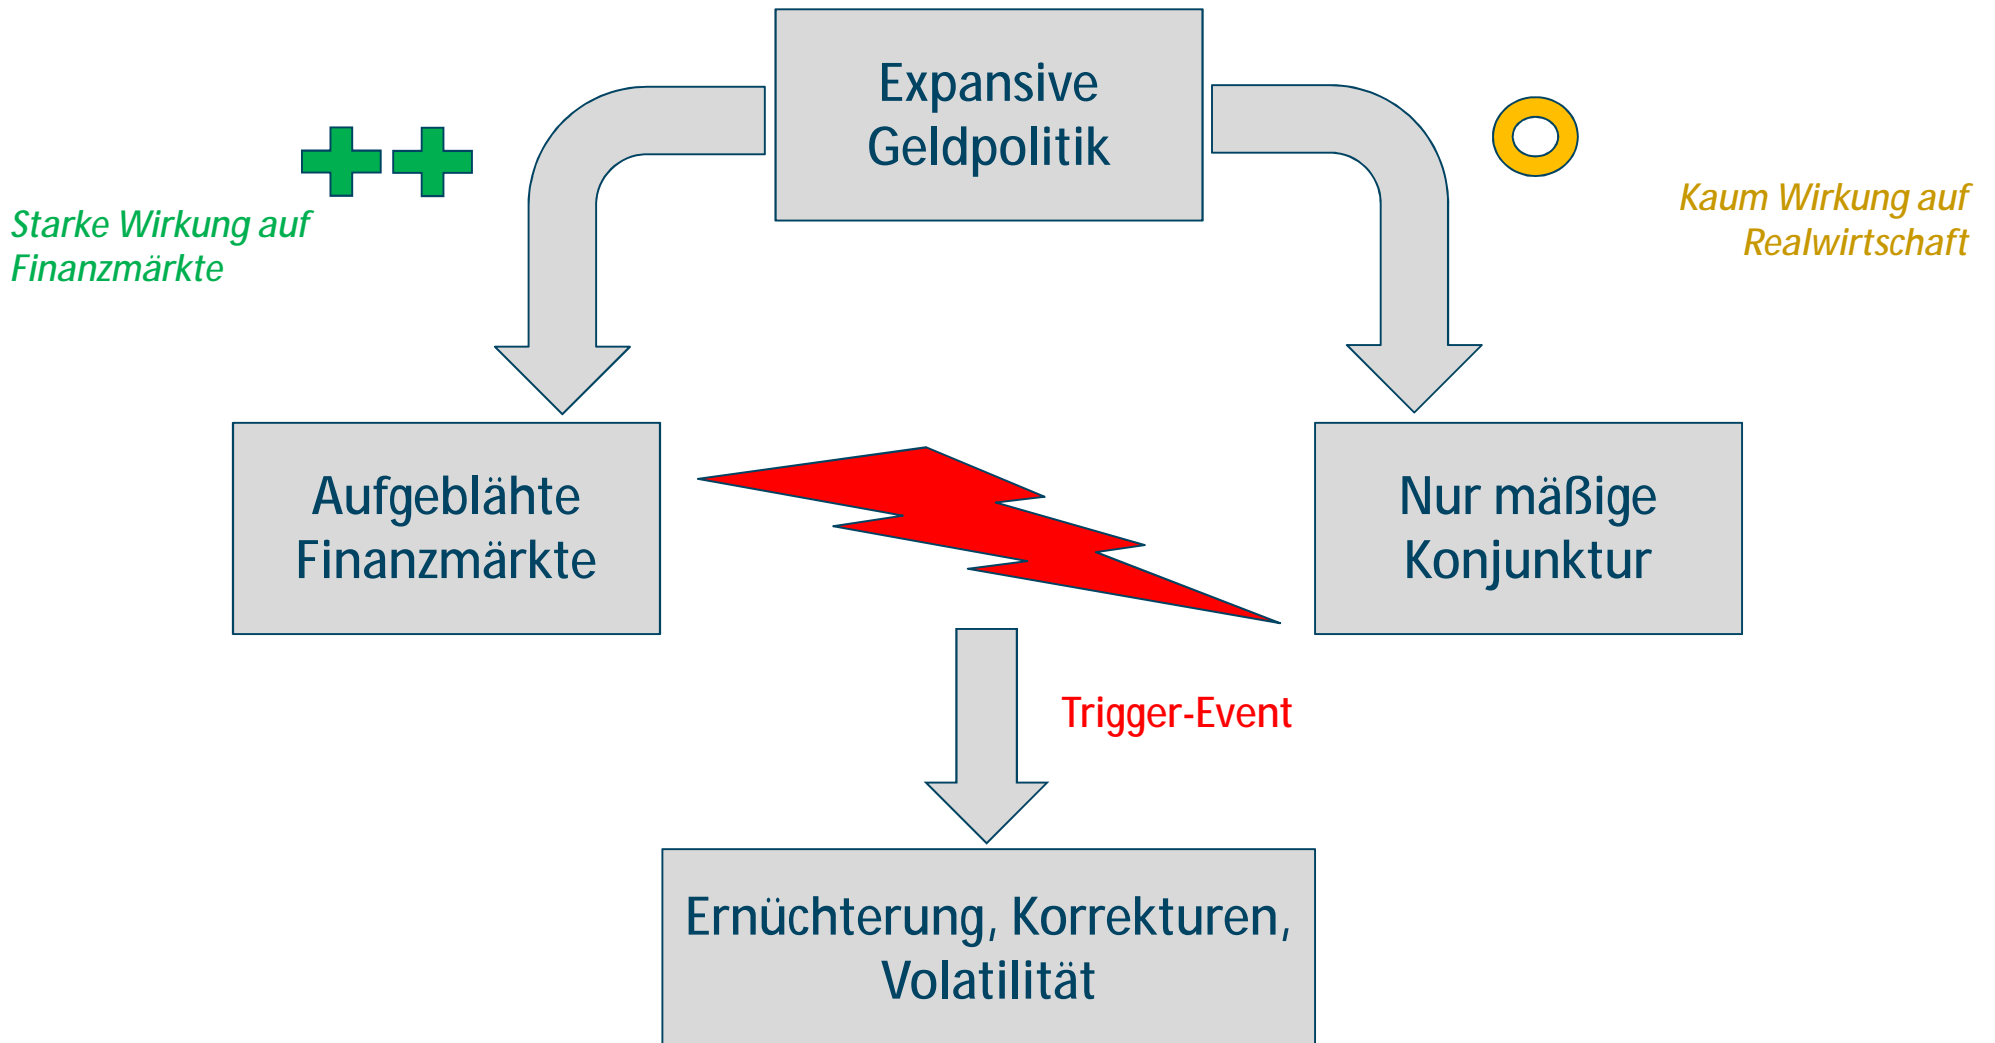 Expansive
Geldpolitik
Starke Wirkung auf
Finanzmärkte
Kaum Wirkung auf
Realwirtschaft
Aufgeblähte
Finanzmärkte
Nur mäßige
Konjunktur
Trigger-Event
Ernüchterung, Korrekturen,
Volatilität